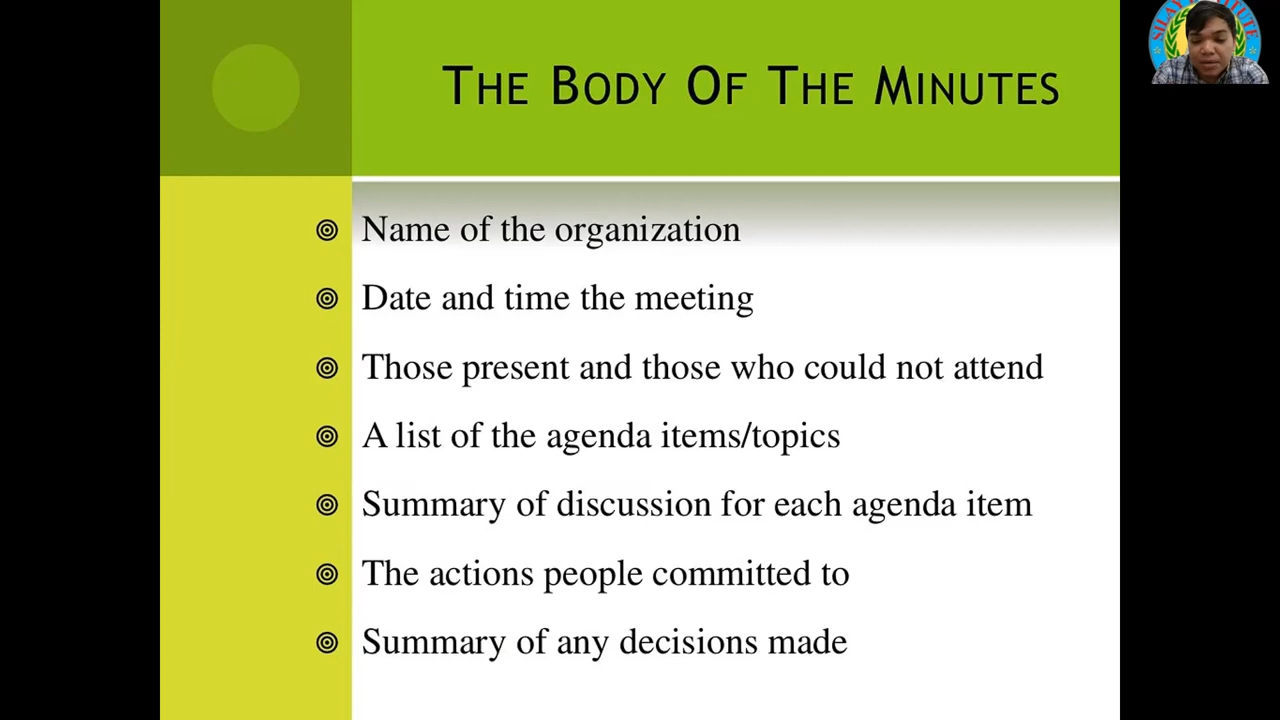 THE BODY OF THE MINUTES
SILAY INSTITUTE
Name of the organization
Date and time the meeting
Those present and those who could not attend
A list of the agenda items/topics
Summary of discussion for each agenda item
The actions people committed to
Summary of any decisions made